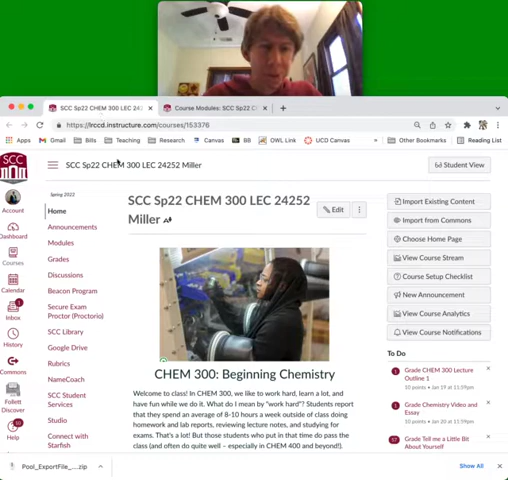 SCC Sp22 CHEM 300 LEC 247
Course Modules: SCC Sp22 C
https://lrccd.instructure.com/courses/153376
Apps
Gmail
Bills
Teaching
Research
Canvas
BB
OWL Link
UCD Canvas
Other Bookmarks
Reading List
SCC
SCC Sp22 CHEM 300 LEC 24252 Miller
Student View
Account
Dashboard
Courses
Calendar
Inbox
History
Commons
Follett
Discover
Help
Spring 2022
Home
Announcements
Modules
Grades
Discussions
Beacon Program
Secure Exam
Proctor (Proctorio)
SCC Library
Google Drive
Rubrics
NameCoach
SCC Student
Services
Studio
Connect with
Starfish
SCC Sp22 CHEM 300 LEC 24252
Miller
Edit
CHEM 300: Beginning Chemistry
Welcome to class! In CHEM 300, we like to work hard, learn a lot, and
have fun while we do it. What do I mean by "work hard"? Students report
that they spend an average of 8-10 hours a week outside of class doing
homework and lab reports, reviewing lecture notes, and studying for
exams. That's a lot! But those students who put in that time do pass the
class (and often do quite well – especially in CHEM 400 and beyond!).
Import Existing Content
Import from Commons
Choose Home Page
View Course Stream
Course Setup Checklist
New Announcement
View Course Analytics
View Course Notifications
To Do
Grade CHEM 300 Lecture
Outline 1
10 points • Jan 19 at 11:59pm
Grade Chemistry Video and
Essay
10 points • Jan 20 at 11:59pm
57
Grade Tell me a Little Bit
About Yourself
Pool_ExportFile_....zip
Show All